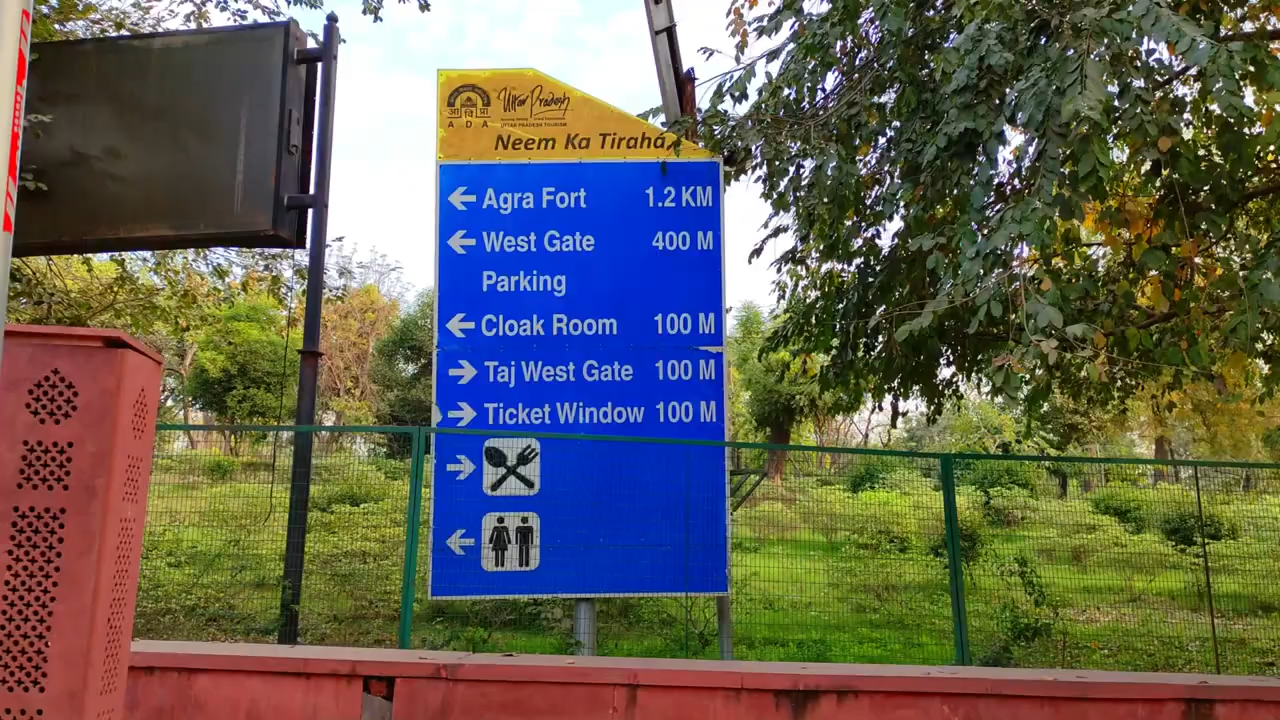 आ वि प्रा
A D A
Uttar Pradesh
UTTAR PRADESH TOURISM
Neem Ka Tiraha
← Agra Fort 1.2 KM
← West Gate 400 M
Parking
← Cloak Room 100 M
→ Taj West Gate 100 M
→ Ticket Window 100 M